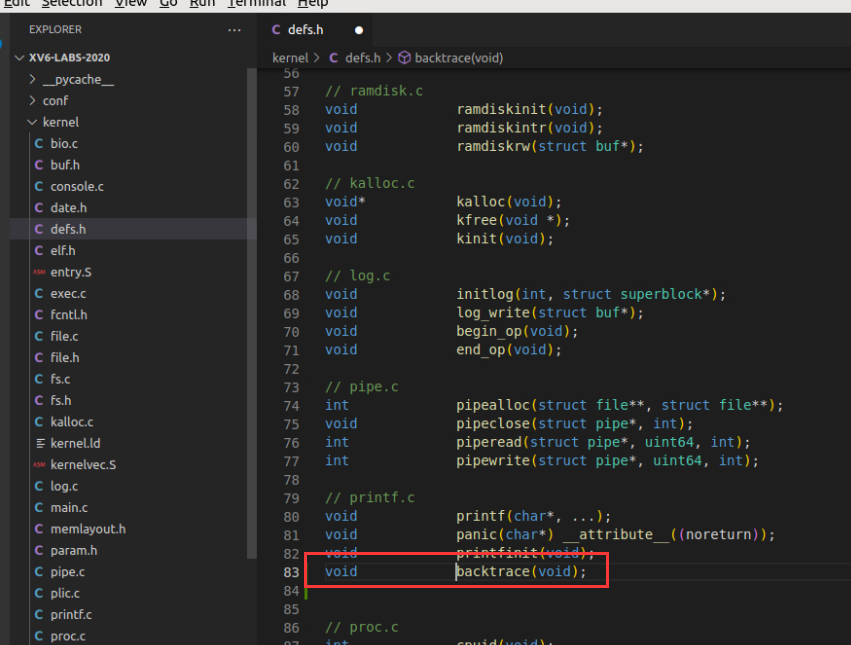 Edit Selection View Go Run Terminal Help
EXPLORER ...
XV6-LABS-2020
__pycache__
conf
kernel
C bio.c
C buf.h
C console.c
C date.h
C defs.h
C elf.h
ASM entry.S
C exec.c
C fcntl.h
C file.c
C file.h
C fs.c
C fs.h
C kalloc.c
kernel.ld
ASM kernelvec.S
C log.c
C main.c
C memlayout.h
C param.h
C pipe.c
C plic.c
C printf.c
C proc.c
C defs.h
kernel > C defs.h > backtrace(void)
56
57 // ramdisk.c
58 void ramdiskinit(void);
59 void ramdiskintr(void);
60 void ramdiskrw(struct buf*);
61
62 // kalloc.c
63 void* kalloc(void);
64 void kfree(void *);
65 void kinit(void);
66
67 // log.c
68 void initlog(int, struct superblock*);
69 void log_write(struct buf*);
70 void begin_op(void);
71 void end_op(void);
72
73 // pipe.c
74 int pipealloc(struct file**, struct file**);
75 void pipeclose(struct pipe*, int);
76 int piperead(struct pipe*, uint64, int);
77 int pipewrite(struct pipe*, uint64, int);
78
79 // printf.c
80 void printf(char*, ...);
81 void panic(char*) __attribute__((noreturn));
82 void printfinit(void);
83 void backtrace(void);
84
85
86 // proc.c
87 int cpuid(void);